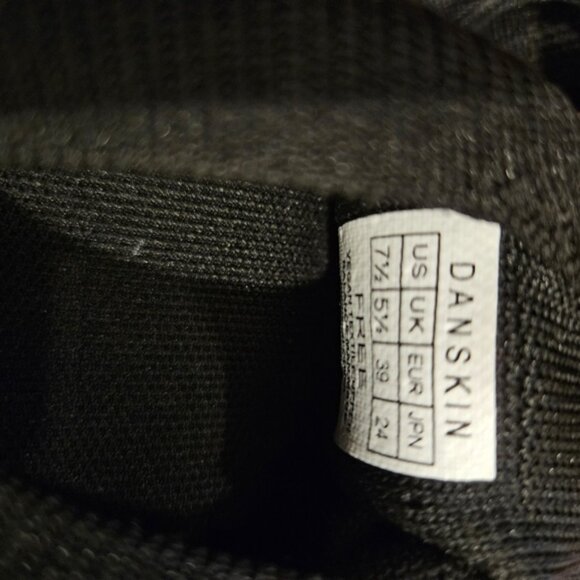 DANSKIN
US UK EUR JPN
7½ 5½ 39 24
FREE